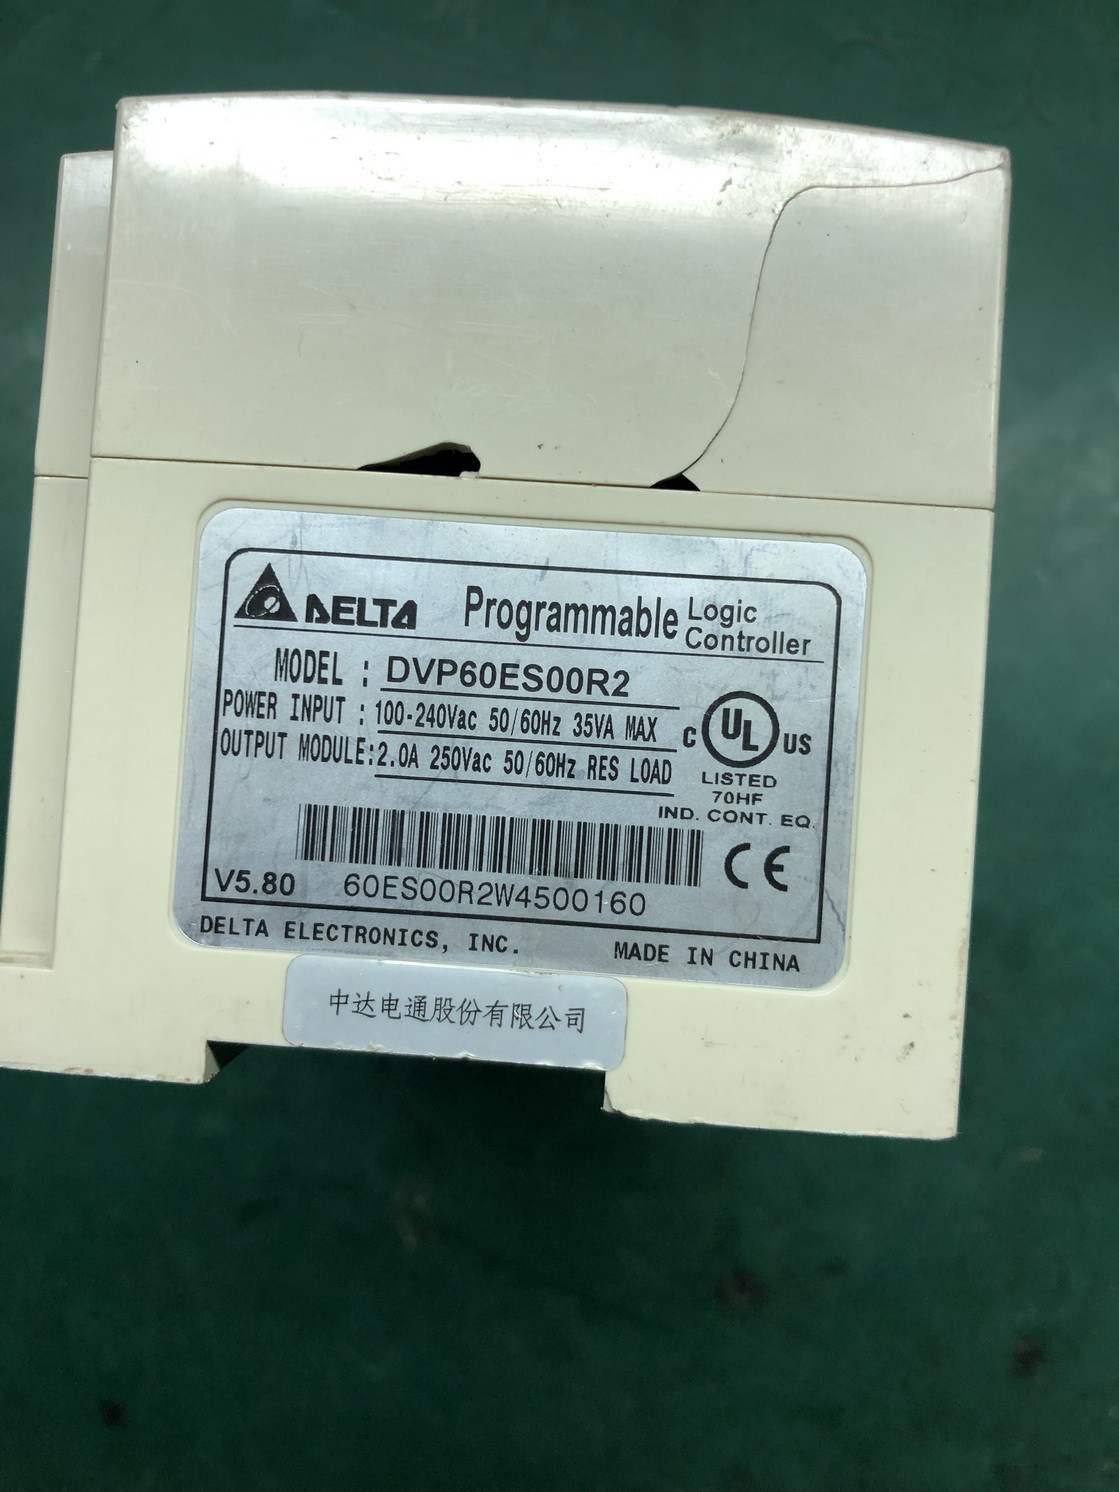 DELTA Programmable Logic Controller
MODEL : DVP60ES00R2
POWER INPUT : 100-240Vac 50/60Hz 35VA MAX
OUTPUT MODULE: 2.0A 250Vac 50/60Hz RES LOAD
C UL US
LISTED
70HF
IND. CONT. EQ.
CE
V5.80 60ES00R2W4500160
DELTA ELECTRONICS, INC. MADE IN CHINA
中达电通股份有限公司